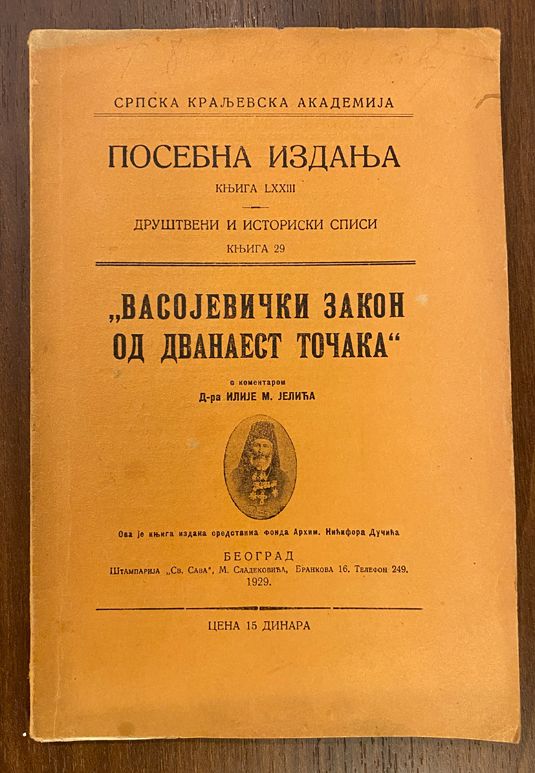 СРПСКА КРАЉЕВСКА АКАДЕМИЈА
ПОСЕБНА ИЗДАЊА
КЊИГА LXXIII
ДРУШТВЕНИ И ИСТОРИСКИ СПИСИ
КЊИГА 29
„ВАСОЈЕВИЧКИ ЗАКОН
ОД ДВАНАЕСТ ТОЧАКА“
с коментаром
Д-ра ИЛИЈЕ М. ЈЕЛИЋА
Ова је књига издана средствима фонда Архим. Нићифора Дучића
БЕОГРАД
Штампарија „Св. Сава“, М. Сладековића, Бранкова 16. Телефон 249.
1929.
ЦЕНА 15 ДИНАРА